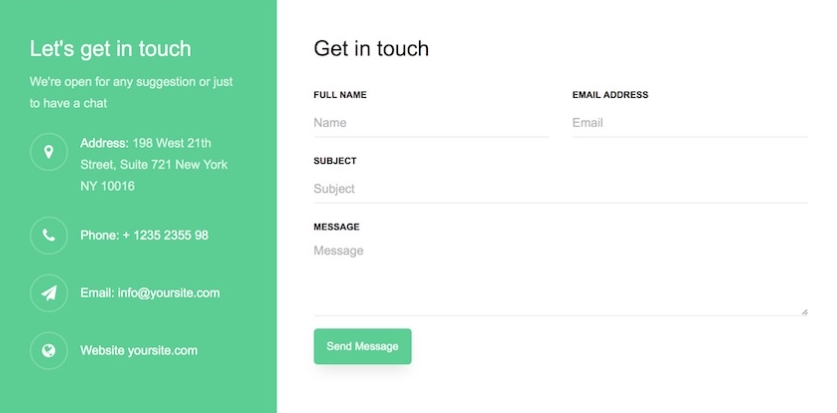 Let's get in touch
We're open for any suggestion or just
to have a chat
Address: 198 West 21th
Street, Suite 721 New York
NY 10016
Phone: + 1235 2355 98
Email: info@yoursite.com
Website yoursite.com
Get in touch
FULL NAME
Name
EMAIL ADDRESS
Email
SUBJECT
Subject
MESSAGE
Message
Send Message